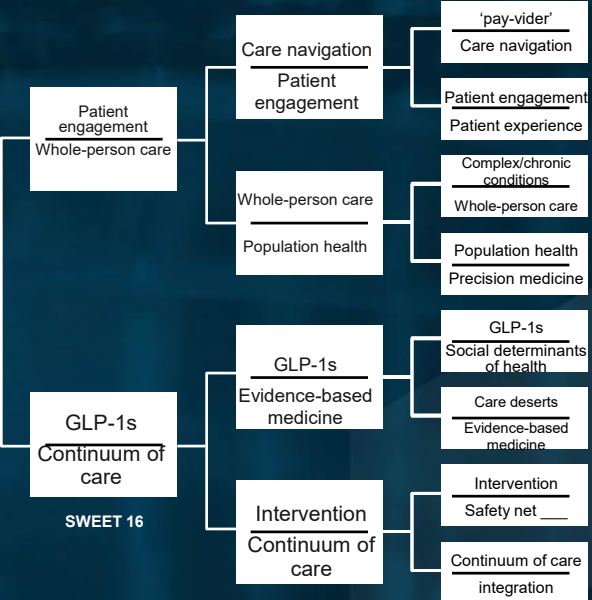 Patient
engagement
Whole-person care
GLP-1s
Continuum of
care
SWEET 16
Care navigation
Patient
engagement
Whole-person care
Population health
GLP-1s
Evidence-based
medicine
Intervention
Continuum of
care
‘pay-vider’
Care navigation
Patient engagement
Patient experience
Complex/chronic
conditions
Whole-person care
Population health
Precision medicine
GLP-1s
Social determinants
of health
Care deserts
Evidence-based
medicine
Intervention
Safety net ___
Continuum of care
integration